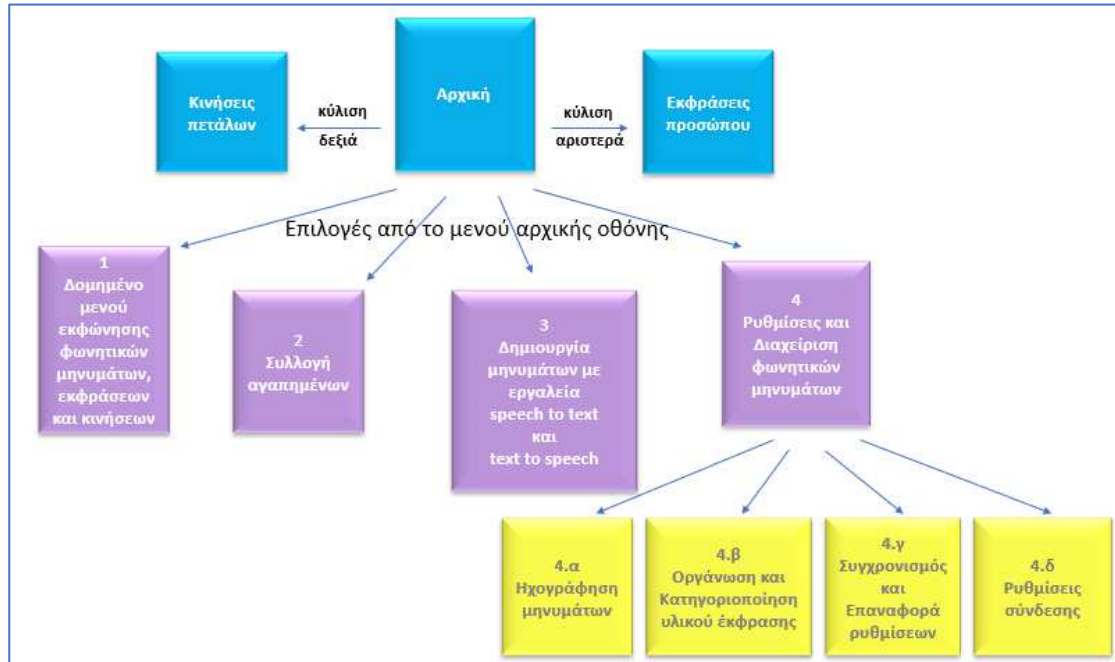 Αρχική
Κινήσεις
πετάλων
κύλιση
δεξιά
κύλιση
αριστερά
Εκφράσεις
προσώπου
Επιλογές από το μενού αρχικής οθόνης
1
Δομημένο
μενού
εκφώνησης
φωνητικών
μηνυμάτων,
εκφράσεων
και κινήσεων
2
Συλλογή
αγαπημένων
3
Δημιουργία
μηνυμάτων με
εργαλεία
speech to text
και
text to speech
4
Ρυθμίσεις και
Διαχείριση
φωνητικών
μηνυμάτων
4.α
Ηχογράφηση
μηνυμάτων
4.β
Οργάνωση και
Κατηγοριοποίηση
υλικού έκφρασης
4.γ
Συγχρονισμός
και
Επαναφορά
ρυθμίσεων
4.δ
Ρυθμίσεις
σύνδεσης